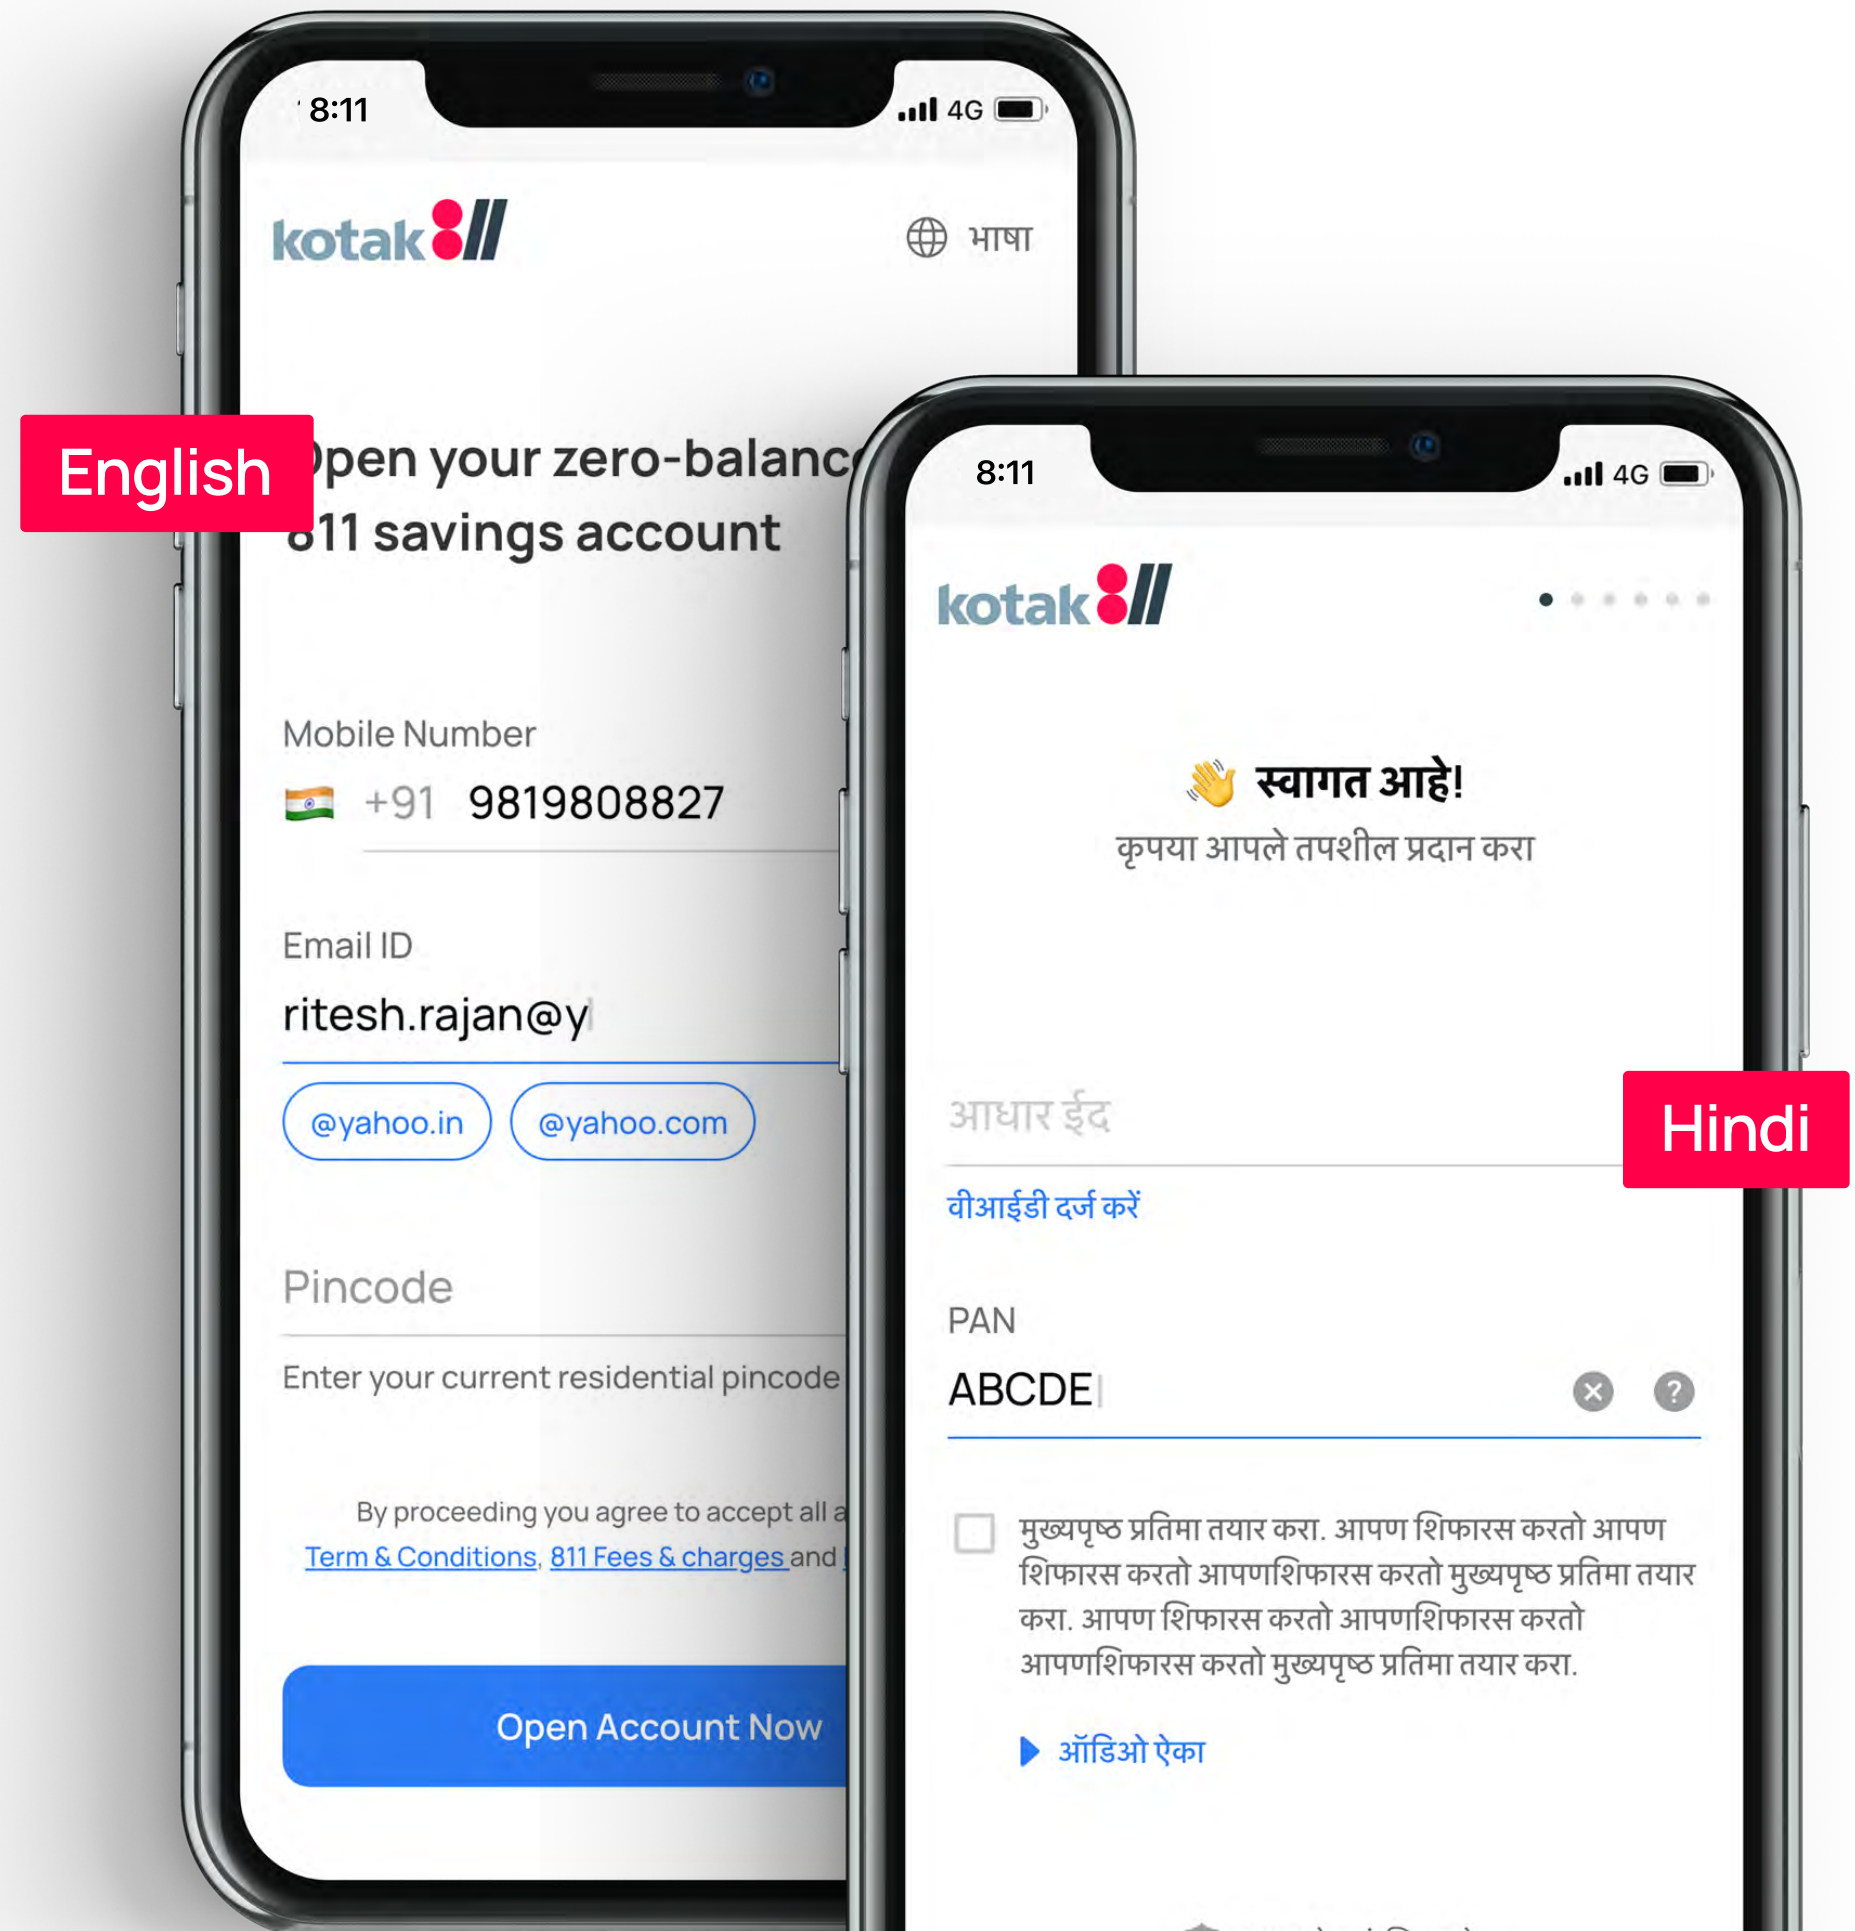 8:11
4G
kotak 811
भाषा
English
Open your zero-balance
811 savings account
Mobile Number
+91 9819808827
Email ID
ritesh.rajan@y
@yahoo.in @yahoo.com
Pincode
Enter your current residential pincode
By proceeding you agree to accept all
Term & Conditions, 811 Fees & charges and
Open Account Now
8:11
4G
kotak 811
👋 स्वागत आहे!
कृपया आपले तपशील प्रदान करा
आधार ईद
Hindi
वीआईडी दर्ज करें
PAN
ABCDE
मुख्यपृष्ठ प्रतिमा तयार करा. आपण शिफारस करतो आपण
शिफारस करतो आपणशिफारस करतो मुख्यपृष्ठ प्रतिमा तयार
करा. आपण शिफारस करतो आपणशिफारस करतो
आपणशिफारस करतो मुख्यपृष्ठ प्रतिमा तयार करा.
ऑडिओ ऐका